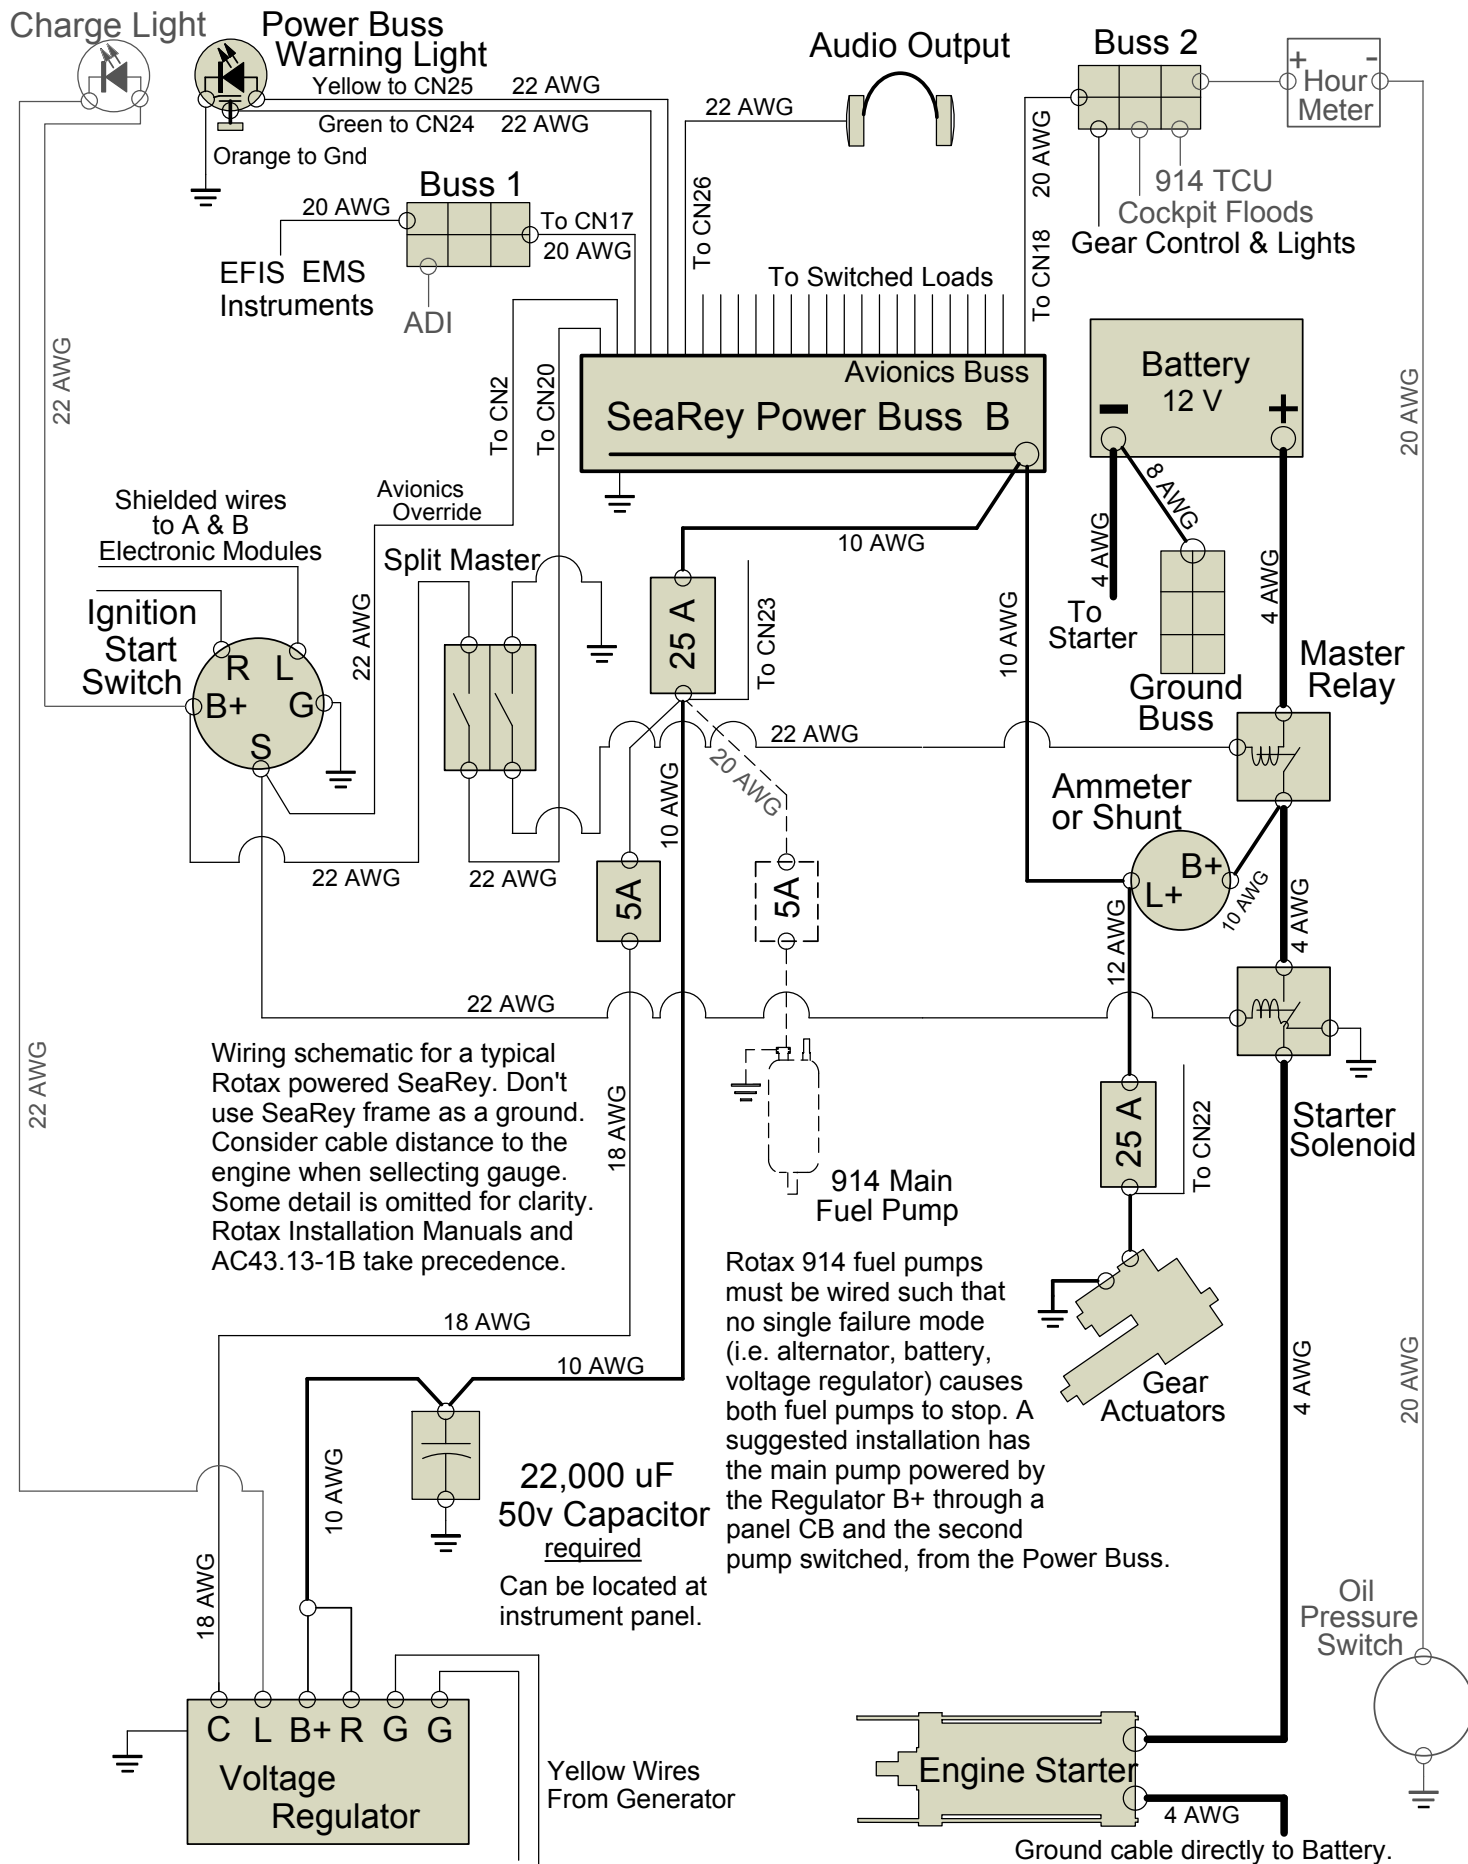 Charge Light
Power Buss
Warning Light
Yellow to CN25 22 AWG
Green to CN24 22 AWG
Orange to Gnd
Audio Output
22 AWG
Buss 2
+ -
Hour
Meter
20 AWG
914 TCU
Cockpit Floods
Gear Control & Lights
Buss 1
20 AWG
To CN17
20 AWG
EFIS EMS
Instruments
ADI
To CN26
To Switched Loads
To CN18
22 AWG
To CN2
To CN20
Avionics Buss
SeaRey Power Buss B
Battery
12 V
- +
20 AWG
Shielded wires
to A & B
Electronic Modules
Avionics
Override
Split Master
10 AWG
8 AWG
4 AWG
4 AWG
To
Starter
Ignition
Start
Switch
R L
B+ G
S
22 AWG
25 A
To CN23
10 AWG
Ground
Buss
Master
Relay
22 AWG
20 AWG
10 AWG
Ammeter
or Shunt
B+
L+
10 AWG
4 AWG
22 AWG
22 AWG
5A
5A
12 AWG
22 AWG
22 AWG
Wiring schematic for a typical
Rotax powered SeaRey. Don't
use SeaRey frame as a ground.
Consider cable distance to the
engine when sellecting gauge.
Some detail is omitted for clarity.
Rotax Installation Manuals and
AC43.13-1B take precedence.
18 AWG
914 Main
Fuel Pump
25 A
To CN22
Starter
Solenoid
Rotax 914 fuel pumps
must be wired such that
no single failure mode
(i.e. alternator, battery,
voltage regulator) causes
both fuel pumps to stop. A
suggested installation has
the main pump powered by
the Regulator B+ through a
panel CB and the second
pump switched, from the Power Buss.
18 AWG
10 AWG
Gear
Actuators
4 AWG
20 AWG
10 AWG
22,000 uF
50v Capacitor
required
Can be located at
instrument panel.
18 AWG
Oil
Pressure
Switch
C L B+ R G G
Voltage
Regulator
Yellow Wires
From Generator
Engine Starter
4 AWG
Ground cable directly to Battery.